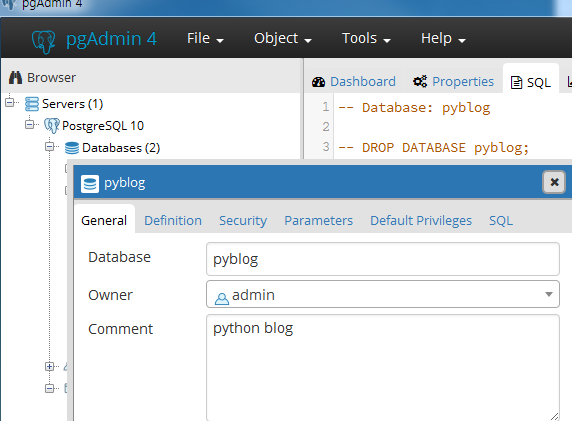 pgAdmin 4
pgAdmin 4 File Object Tools Help
Browser
Dashboard Properties SQL
Servers (1)
PostgreSQL 10
Databases (2)
1 -- Database: pyblog
2
3 -- DROP DATABASE pyblog;
pyblog
General Definition Security Parameters Default Privileges SQL
Database pyblog
Owner admin
Comment python blog